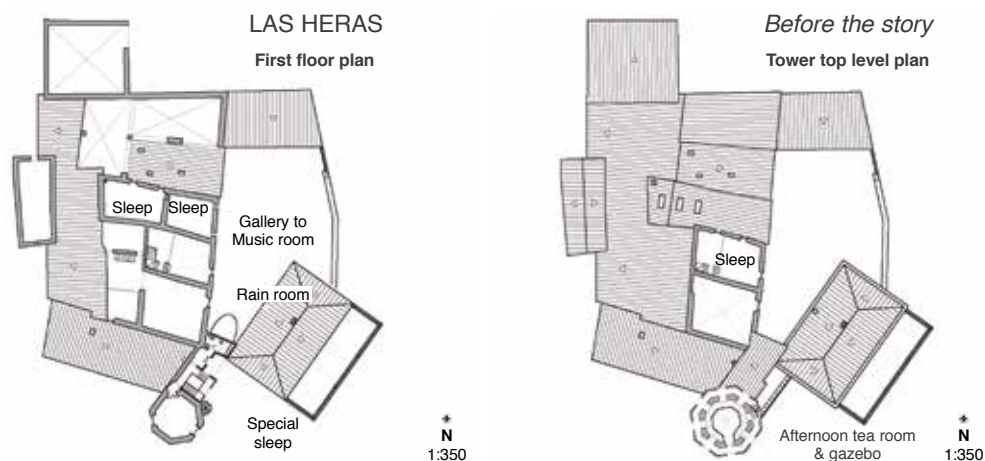 LAS HERAS
First floor plan
Sleep Sleep
Gallery to
Music room
Rain room
Special
sleep
N
1:350
Before the story
Tower top level plan
Sleep
Afternoon tea room
& gazebo
N
1:350